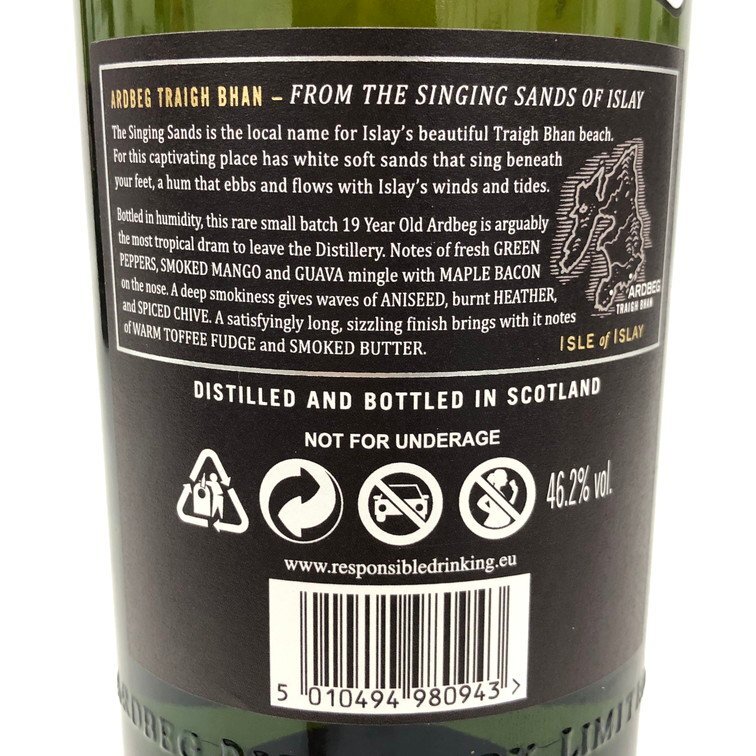 ARDBEG TRAIGH BHAN – FROM THE SINGING SANDS OF ISLAY
The Singing Sands is the local name for Islay's beautiful Traigh Bhan beach.
For this captivating place has white soft sands that sing beneath
your feet, a hum that ebbs and flows with Islay's winds and tides.
Bottled in humidity, this rare small batch 19 Year Old Ardbeg is arguably
the most tropical dram to leave the Distillery. Notes of fresh GREEN
PEPPERS, SMOKED MANGO and GUAVA mingle with MAPLE BACON
on the nose. A deep smokiness gives waves of ANISEED, burnt HEATHER,
and SPICED CHIVE. A satisfyingly long, sizzling finish brings with it notes
of WARM TOFFEE FUDGE and SMOKED BUTTER.
ARDBEG
TRAIGH BHAN
ISLE of ISLAY
DISTILLED AND BOTTLED IN SCOTLAND
NOT FOR UNDERAGE
46.2% vol.
www.responsibledrinking.eu
5 010494 980943 >
ARDBEG LIMITED